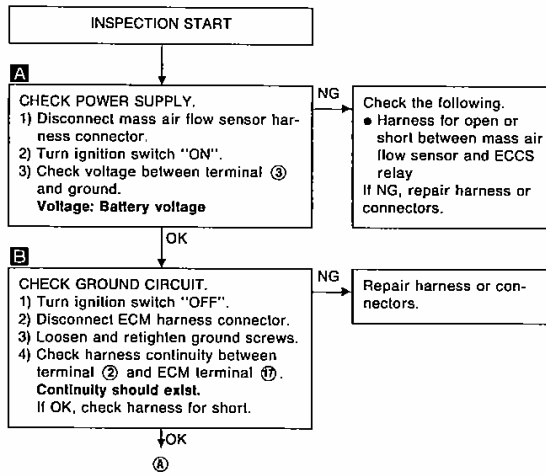 INSPECTION START
A
CHECK POWER SUPPLY.
1) Disconnect mass air flow sensor har-
ness connector.
2) Turn ignition switch "ON".
3) Check voltage between terminal ③
and ground.
Voltage: Battery voltage
NG
Check the following.
● Harness for open or
short between mass air
flow sensor and ECCS
relay
If NG, repair harness or
connectors.
OK
B
CHECK GROUND CIRCUIT.
1) Turn ignition switch "OFF".
2) Disconnect ECM harness connector.
3) Loosen and retighten ground screws.
4) Check harness continuity between
terminal ② and ECM terminal ⑰.
Continuity should exist.
If OK, check harness for short.
NG
Repair harness or con-
nectors.
OK
Ⓐ